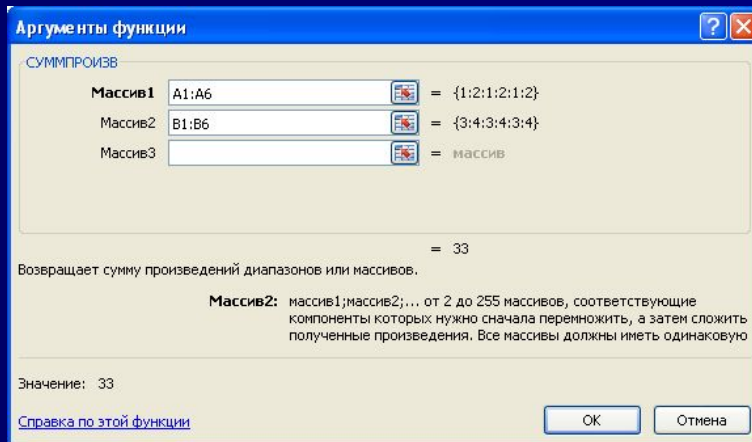 Аргументы функции
СУММПРОИЗВ
Массив1 A1:A6 = {1:2:1:2:1:2}
Массив2 B1:B6 = {3:4:3:4:3:4}
Массив3 = массив
= 33
Возвращает сумму произведений диапазонов или массивов.
Массив2: массив1;массив2;... от 2 до 255 массивов, соответствующие
компоненты которых нужно сначала перемножить, а затем сложить
полученные произведения. Все массивы должны иметь одинаковую
Значение: 33
Справка по этой функции
OK
Отмена